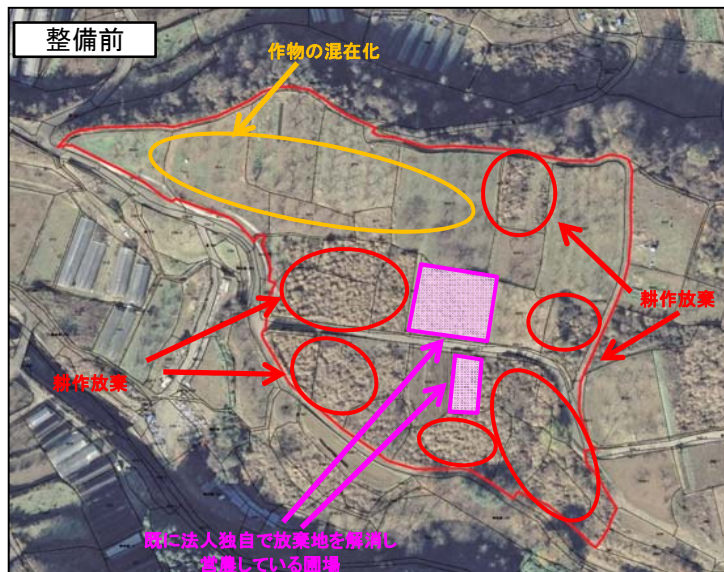 整備前
作物の混在化
耕作放棄
耕作放棄
既に法人独自で放棄地を解消し
営農している圃場